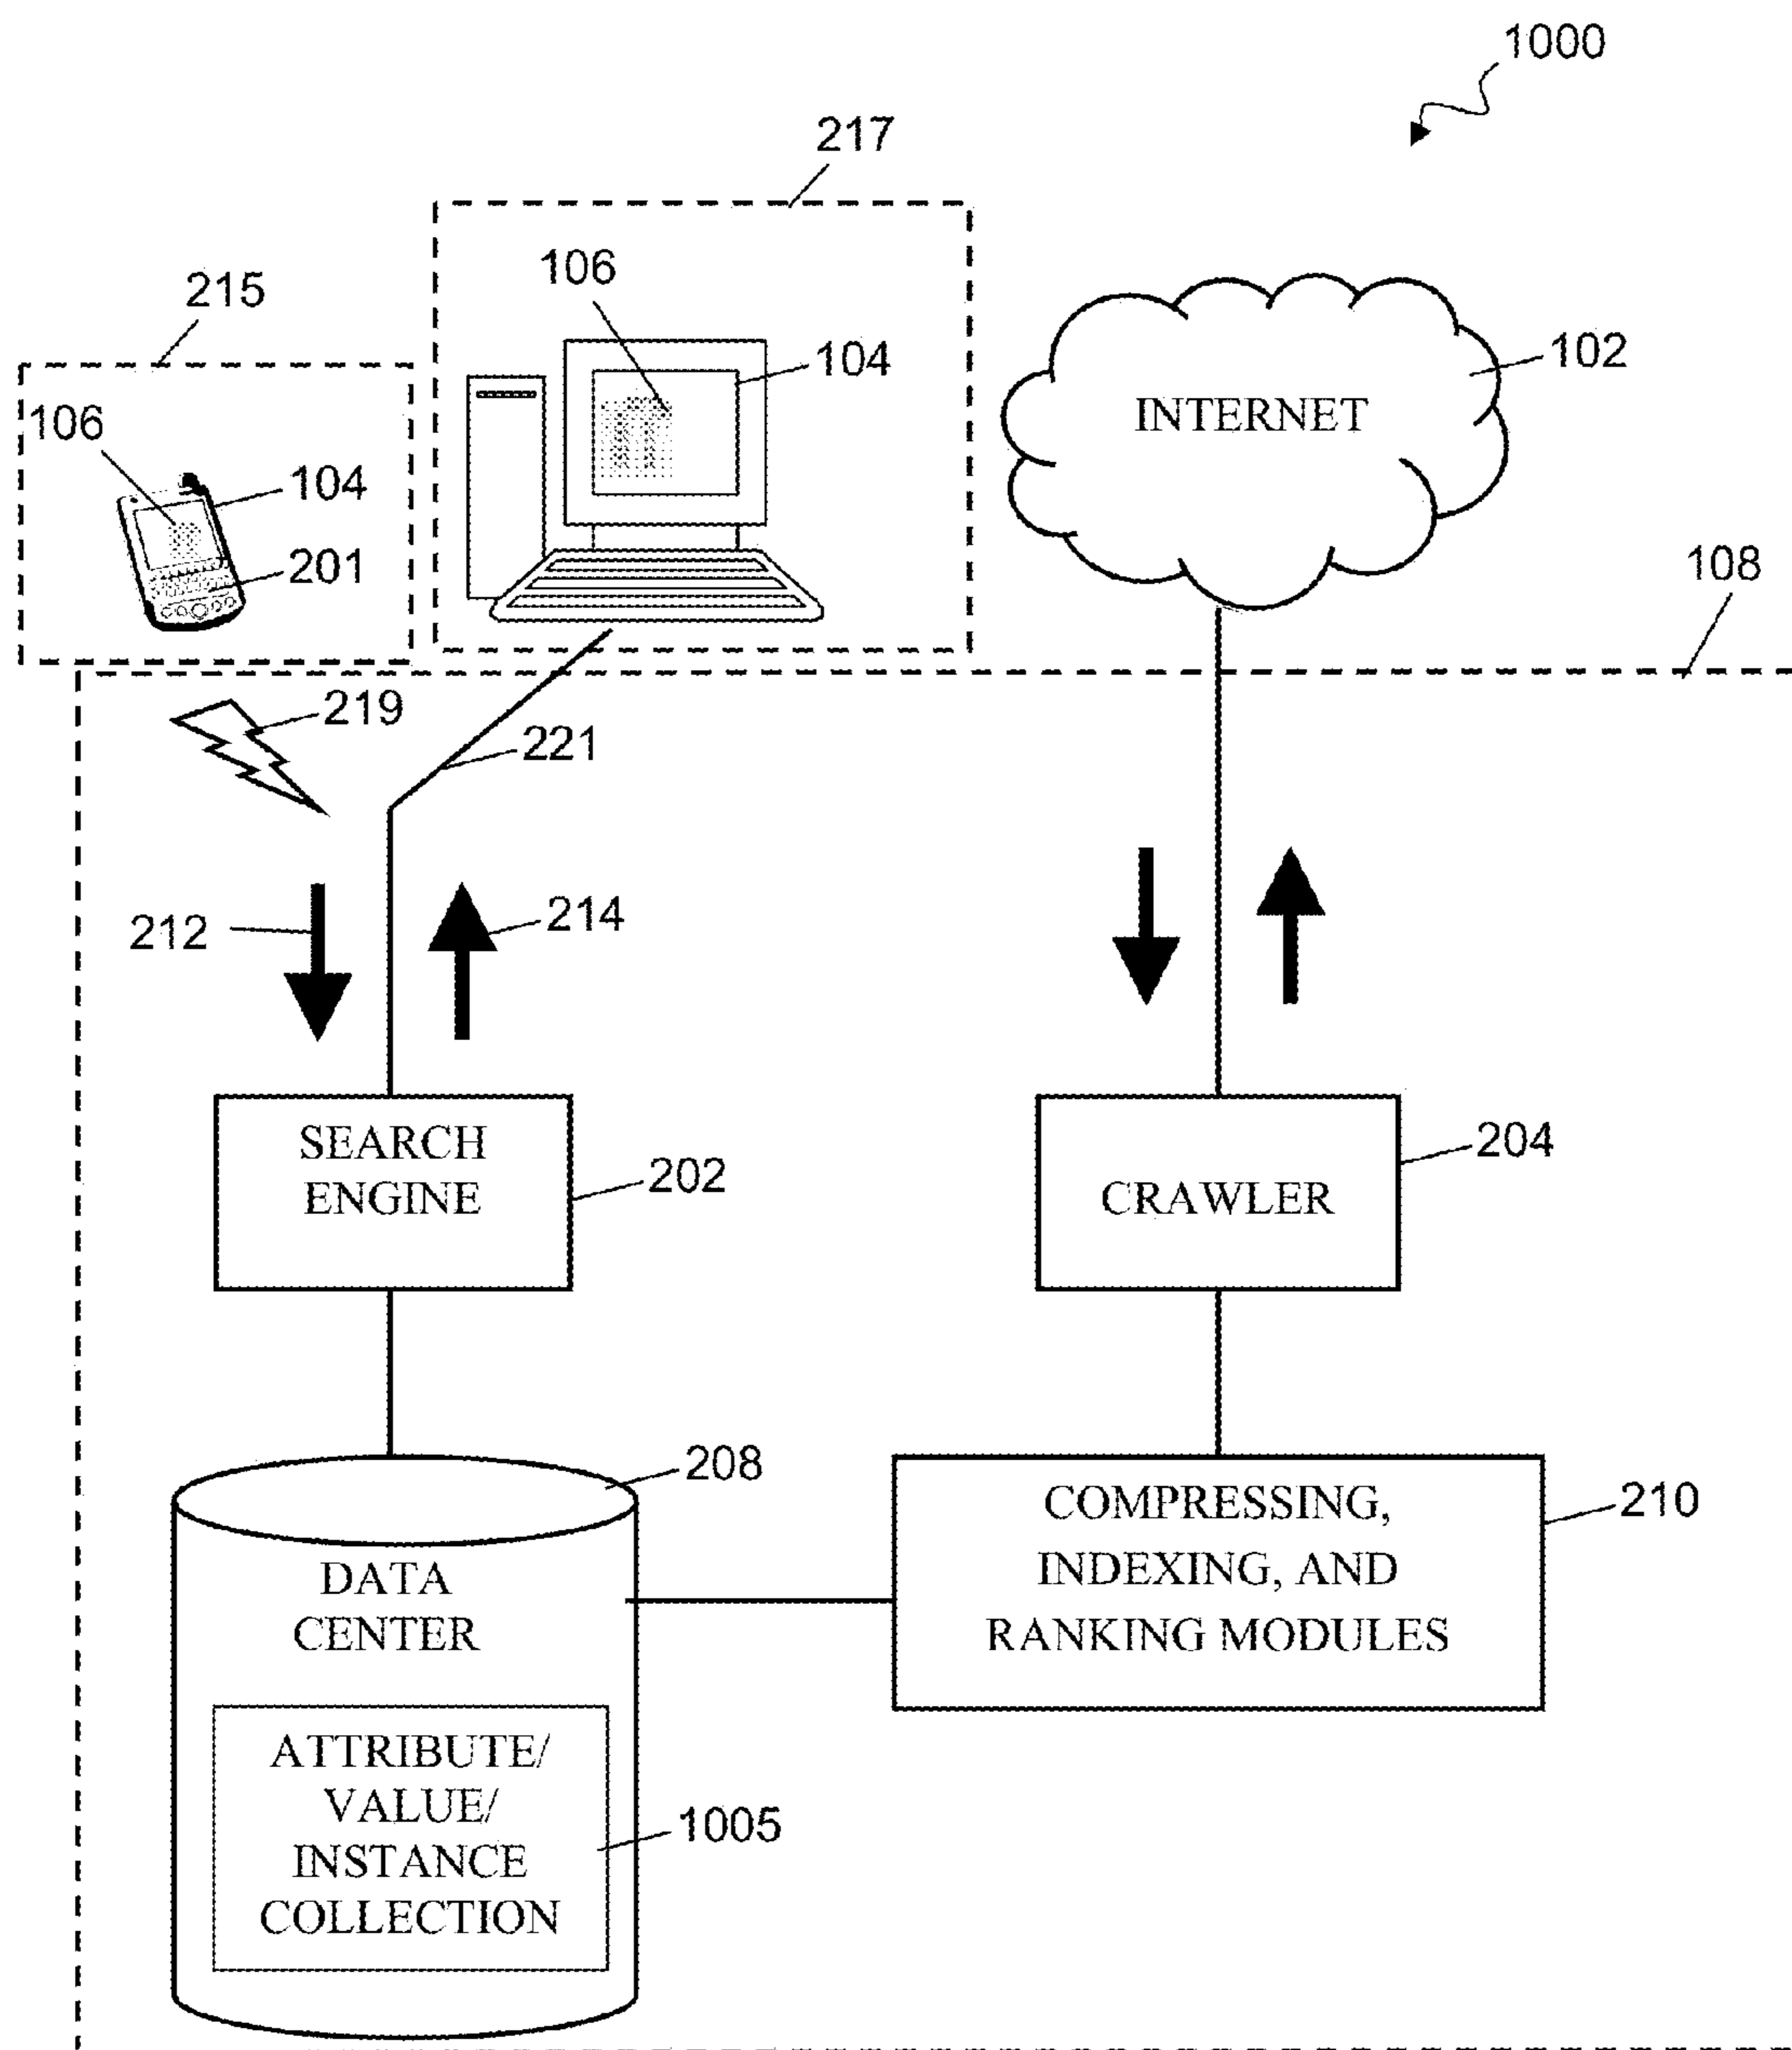 1000
217
106
215
104
102
INTERNET
106
104
201
108
219
221
212
214
SEARCH
ENGINE
202
204
CRAWLER
208
COMPRESSING,
INDEXING, AND
RANKING MODULES
210
DATA
CENTER
ATTRIBUTE/
VALUE/
INSTANCE
COLLECTION
1005